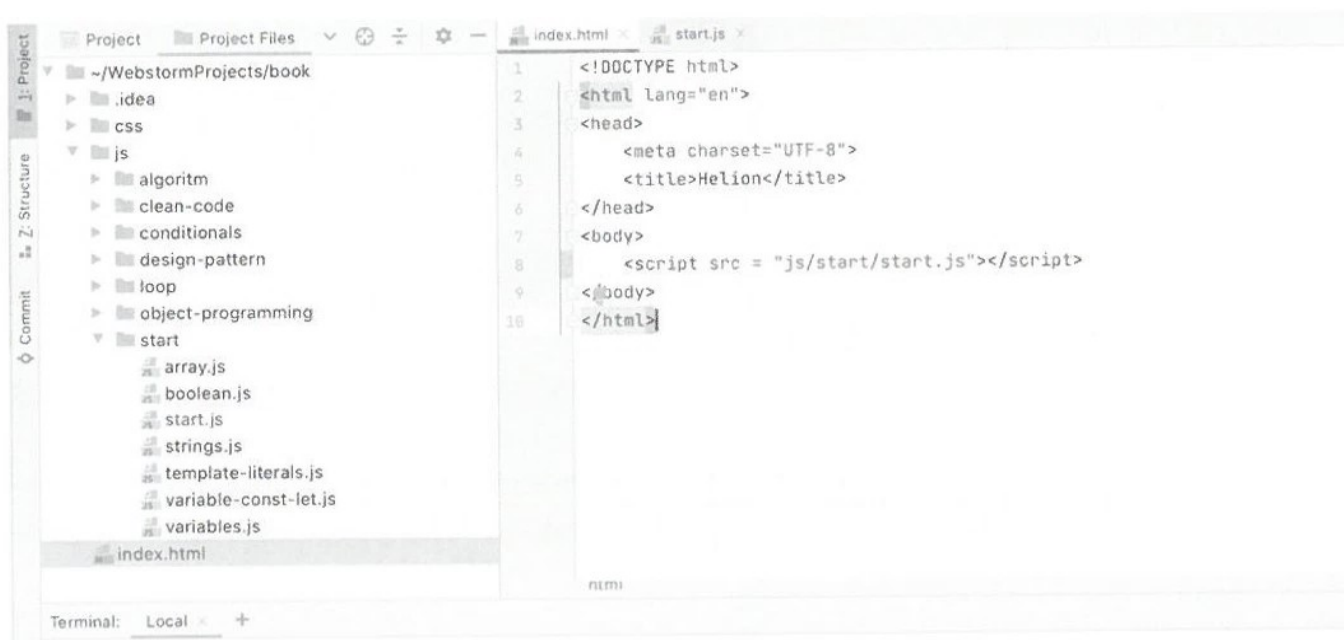 Project Project Files
1: Project
Z: Structure
Commit
~/WebstormProjects/book
.idea
css
js
algoritm
clean-code
conditionals
design-pattern
loop
object-programming
start
array.js
boolean.js
start.js
strings.js
template-literals.js
variable-const-let.js
variables.js
index.html
index.html × start.js ×
1 <!DOCTYPE html>
2 <html lang="en">
3 <head>
4 <meta charset="UTF-8">
5 <title>Helion</title>
6 </head>
7 <body>
8 <script src = "js/start/start.js"></script>
9 </body>
10 </html>
html
Terminal: Local × +